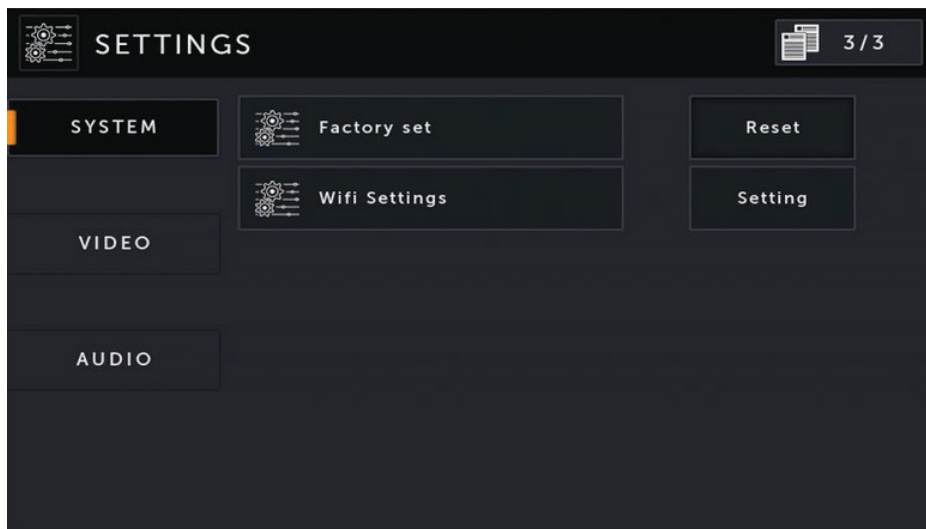 SETTINGS
3/3
SYSTEM
Factory set
Reset
Wifi Settings
Setting
VIDEO
AUDIO